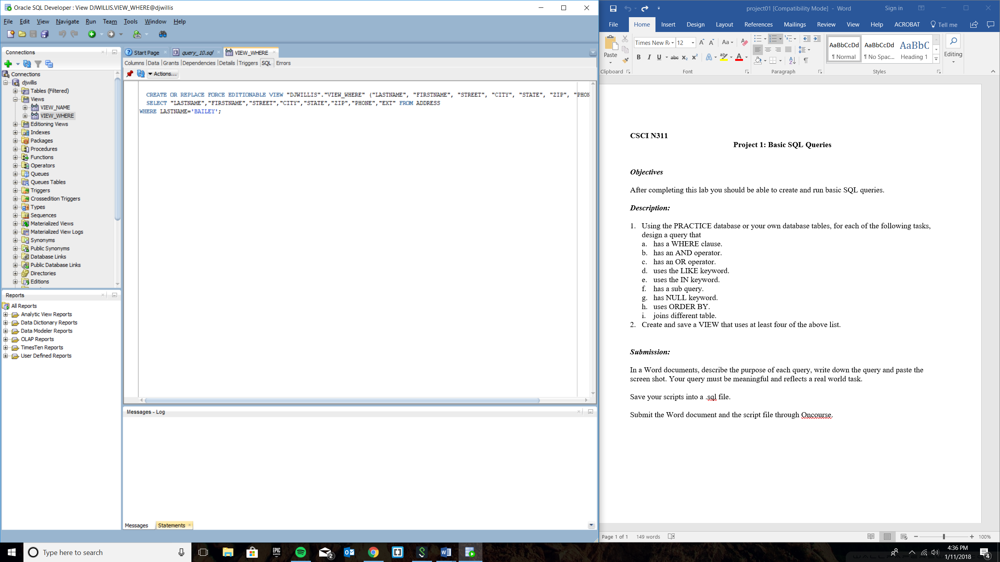 Oracle SQL Developer : View DJWILLIS.VIEW_WHERE@djwillis
File Edit View Navigate Run Team Tools Window Help
Connections
Connections
djwillis
Tables (Filtered)
Views
VIEW_NAME
VIEW_WHERE
Editioning Views
Indexes
Packages
Procedures
Functions
Operators
Queues
Queues Tables
Triggers
Crossedition Triggers
Types
Sequences
Materialized Views
Materialized View Logs
Synonyms
Public Synonyms
Database Links
Public Database Links
Directories
Editions
Reports
All Reports
Analytic View Reports
Data Dictionary Reports
Data Modeler Reports
OLAP Reports
TimesTen Reports
User Defined Reports
Start Page query_10.sql VIEW_WHERE
Columns Data Grants Dependencies Details Triggers SQL Errors
Actions...
CREATE OR REPLACE FORCE EDITIONABLE VIEW "DJWILLIS"."VIEW_WHERE" ("LASTNAME", "FIRSTNAME", "STREET", "CITY", "STATE", "ZIP", "PHON
SELECT "LASTNAME","FIRSTNAME","STREET","CITY","STATE","ZIP","PHONE","EXT" FROM ADDRESS
WHERE LASTNAME='BAILEY';
Messages - Log
Messages Statements
project01 [Compatibility Mode] - Word Sign in
File Home Insert Design Layout References Mailings Review View Help ACROBAT Tell me
Paste
Times New R 12 Aa
B I U abc X₂ X²
AaBbCcDd AaBbCcDd AaBbC
¶ Normal ¶ No Spac... Heading 1
Editing
Clipboard Font Paragraph Styles
CSCI N311
Project 1: Basic SQL Queries
Objectives
After completing this lab you should be able to create and run basic SQL queries.
Description:
1. Using the PRACTICE database or your own database tables, for each of the following tasks,
design a query that
a. has a WHERE clause.
b. has an AND operator.
c. has an OR operator.
d. uses the LIKE keyword.
e. uses the IN keyword.
f. has a sub query.
g. has NULL keyword.
h. uses ORDER BY.
i. joins different table.
2. Create and save a VIEW that uses at least four of the above list.
Submission:
In a Word documents, describe the purpose of each query, write down the query and paste the
screen shot. Your query must be meaningful and reflects a real world task.
Save your scripts into a .sql file.
Submit the Word document and the script file through Oncourse.
Page 1 of 1 149 words 100%
Type here to search
EPIC
GAMES
2
4:36 PM
1/11/2018
4